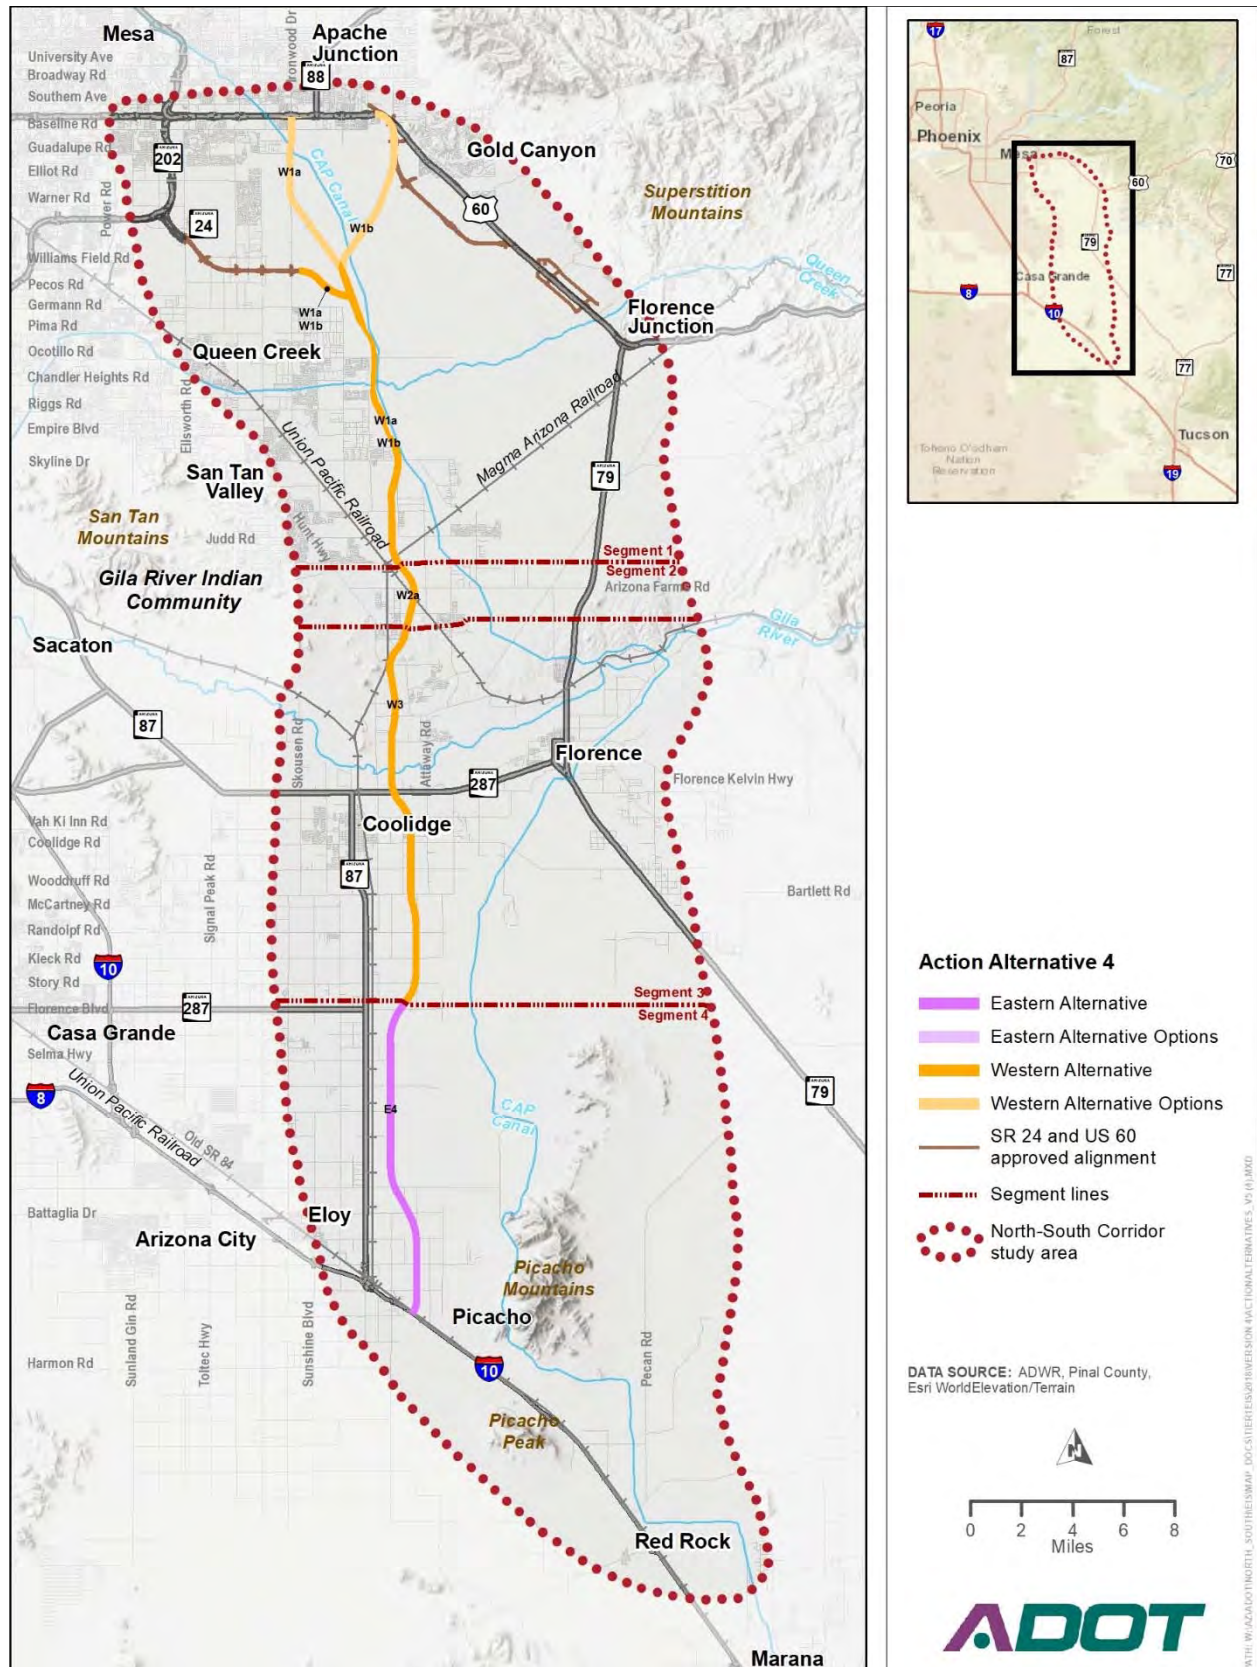 Mesa
Apache
Junction
Ironwood Dr
88
University Ave
Broadway Rd
Southern Ave
Baseline Rd
Guadalupe Rd
Elliot Rd
Warner Rd
Power Rd
202
24
Williams Field Rd
Pecos Rd
Germann Rd
Pima Rd
Ocotillo Rd
Chandler Heights Rd
Riggs Rd
Empire Blvd
Skyline Dr
Ellsworth Rd
W1a
CAP Canal
W1b
W1a
W1b
Gold Canyon
60
Superstition
Mountains
Queen
Creek
Florence
Junction
Queen Creek
W1a
W1b
Union Pacific Railroad
Magma Arizona Railroad
79
San Tan
Valley
San Tan
Mountains
Judd Rd
Hunt Hwy
Gila River Indian
Community
Segment 1
Segment 2
Arizona Farms Rd
W2a
Gila
River
Sacaton
87
W3
Skousen Rd
Attaway Rd
Florence
287
Florence Kelvin Hwy
Coolidge
Vah Ki Inn Rd
Coolidge Rd
Wooddruff Rd
McCartney Rd
Randolpf Rd
Kleck Rd
Story Rd
Florence Blvd
Signal Peak Rd
87
Bartlett Rd
10
287
Segment 3
Segment 4
Casa Grande
Selma Hwy
8
Union Pacific Railroad
Old SR 84
E4
CAP
Canal
79
Battaglia Dr
Arizona City
Eloy
Picacho
Mountains
Picacho
Harmon Rd
Sunland Gin Rd
Toltec Hwy
Sunshine Blvd
10
Pecan Rd
Picacho
Peak
Red Rock
Marana
17
Forest
87
Peoria
Phoenix
Mesa
70
60
79
Casa Grande
77
8
10
77
Tucson
Tohono O'odham
Nation
Reservation
19
Action Alternative 4
Eastern Alternative
Eastern Alternative Options
Western Alternative
Western Alternative Options
SR 24 and US 60
approved alignment
Segment lines
North-South Corridor
study area
DATA SOURCE: ADWR, Pinal County,
Esri WorldElevation/Terrain
N
0 2 4 6 8
Miles
ADOT